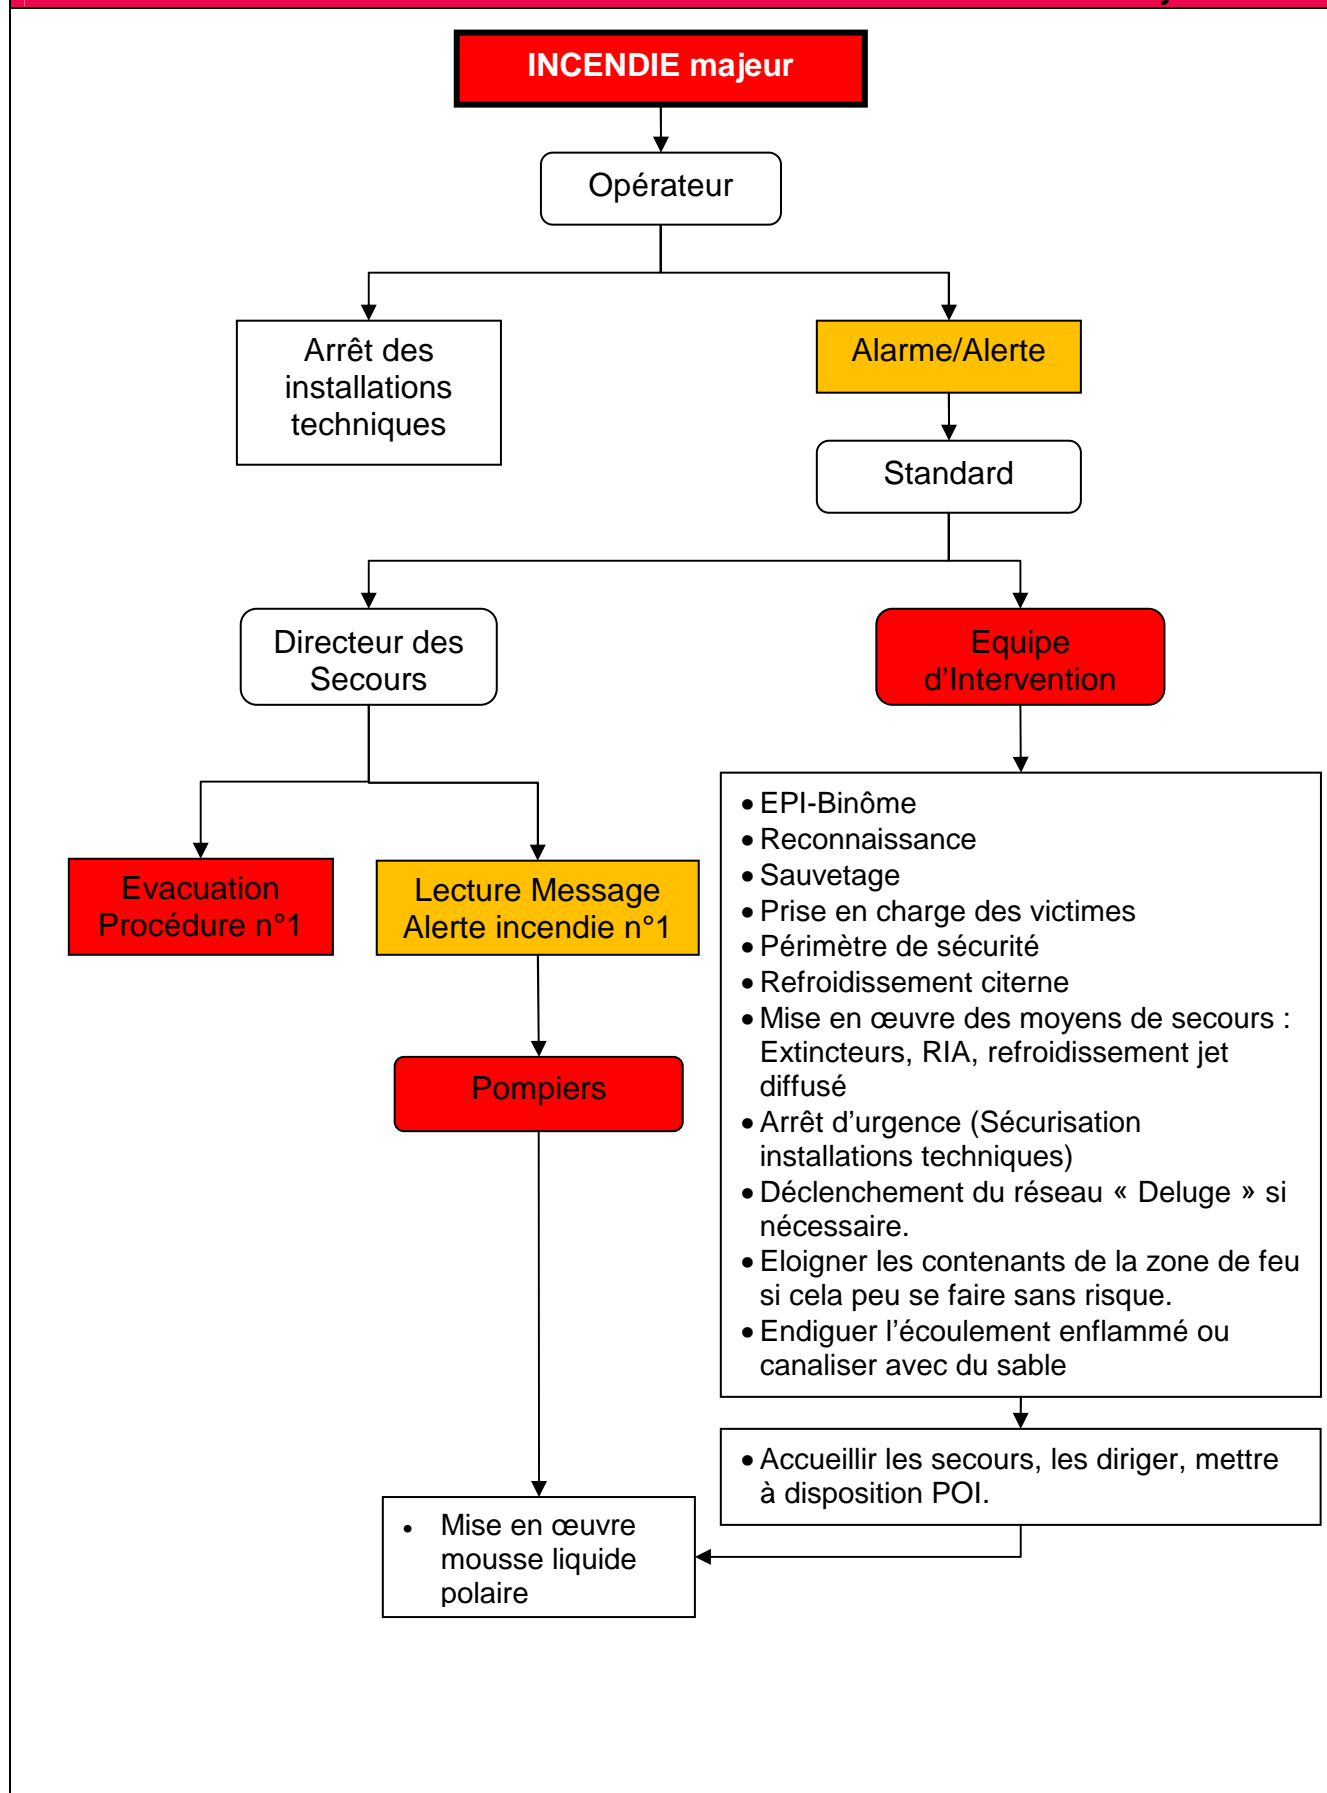 INCENDIE majeur
Opérateur
Arrêt des
installations
techniques
Alarme/Alerte
Standard
Directeur des
Secours
Equipe
d’Intervention
Evacuation
Procédure n°1
Lecture Message
Alerte incendie n°1
Pompiers
• EPI-Binôme
• Reconnaissance
• Sauvetage
• Prise en charge des victimes
• Périmètre de sécurité
• Refroidissement citerne
• Mise en œuvre des moyens de secours :
Extincteurs, RIA, refroidissement jet
diffusé
• Arrêt d’urgence (Sécurisation
installations techniques)
• Déclenchement du réseau « Deluge » si
nécessaire.
• Eloigner les contenants de la zone de feu
si cela peu se faire sans risque.
• Endiguer l’écoulement enflammé ou
canaliser avec du sable
• Accueillir les secours, les diriger, mettre
à disposition POI.
• Mise en œuvre
mousse liquide
polaire